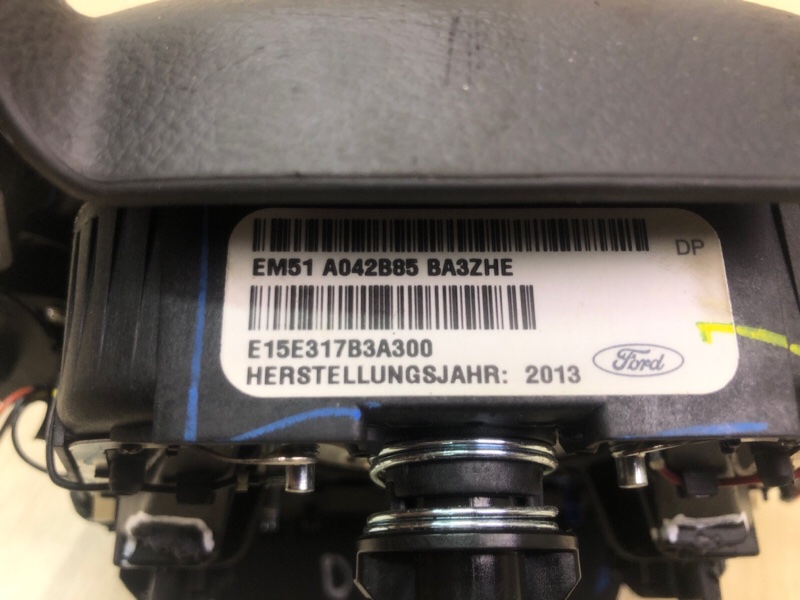 EM51 A042B85 BA3ZHE
DP
E15E317B3A300
HERSTELLUNGSJAHR: 2013
Ford